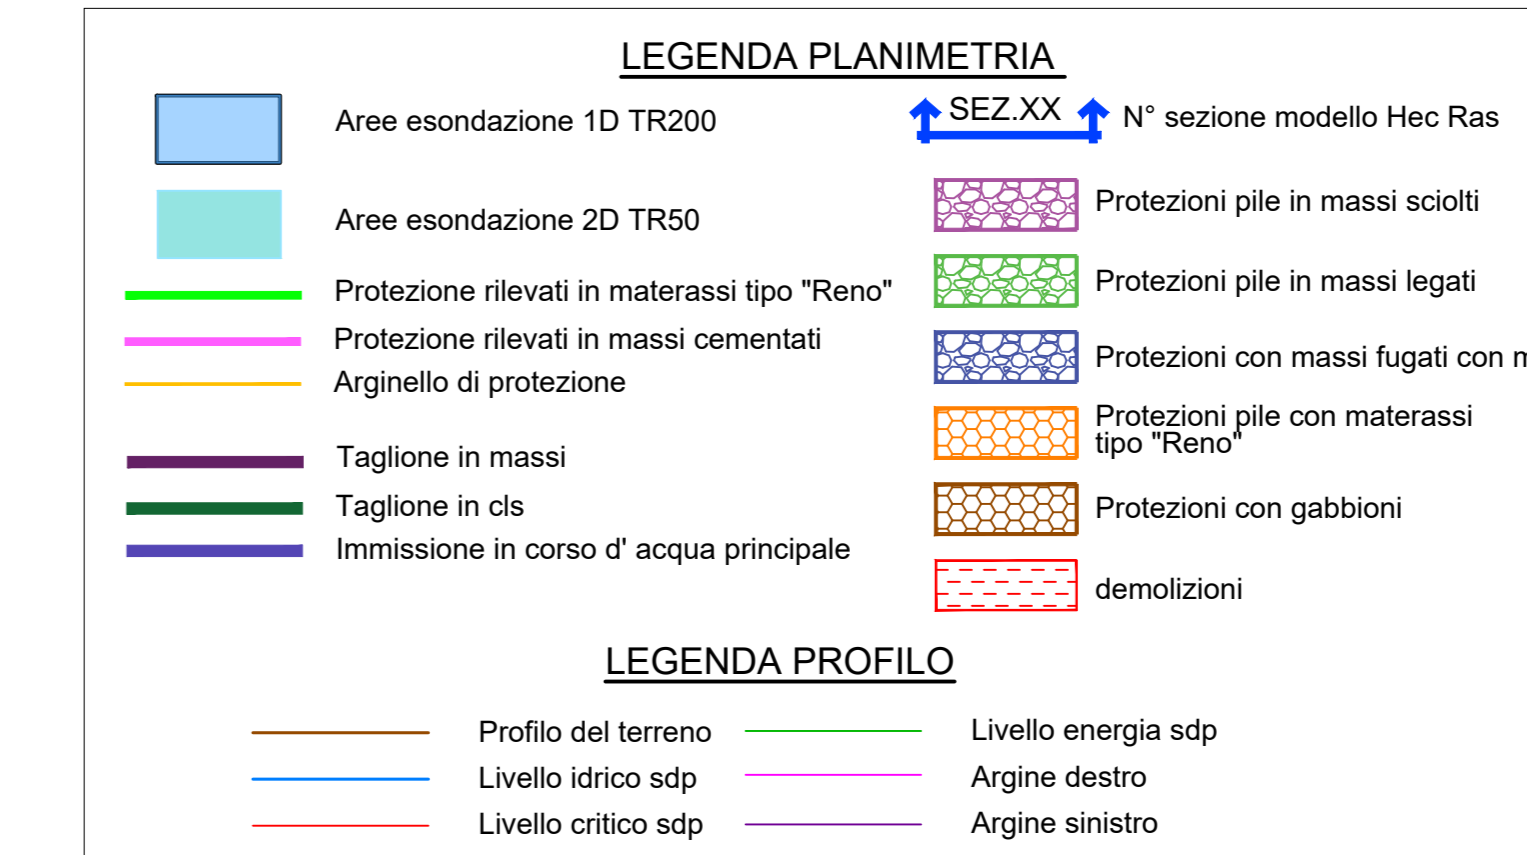 LEGENDA PLANIMETRIA
Aree esondazione 1D TR200
Aree esondazione 2D TR50
Protezione rilevati in materassi tipo "Reno"
Protezione rilevati in massi cementati
Arginello di protezione
Taglione in massi
Taglione in cls
Immissione in corso d' acqua principale
SEZ.XX
N° sezione modello Hec Ras
Protezioni pile in massi sciolti
Protezioni pile in massi legati
Protezioni con massi fugati con
Protezioni pile con materassi
tipo "Reno"
Protezioni con gabbioni
demolizioni
LEGENDA PROFILO
Profilo del terreno
Livello idrico sdp
Livello critico sdp
Livello energia sdp
Argine destro
Argine sinistro